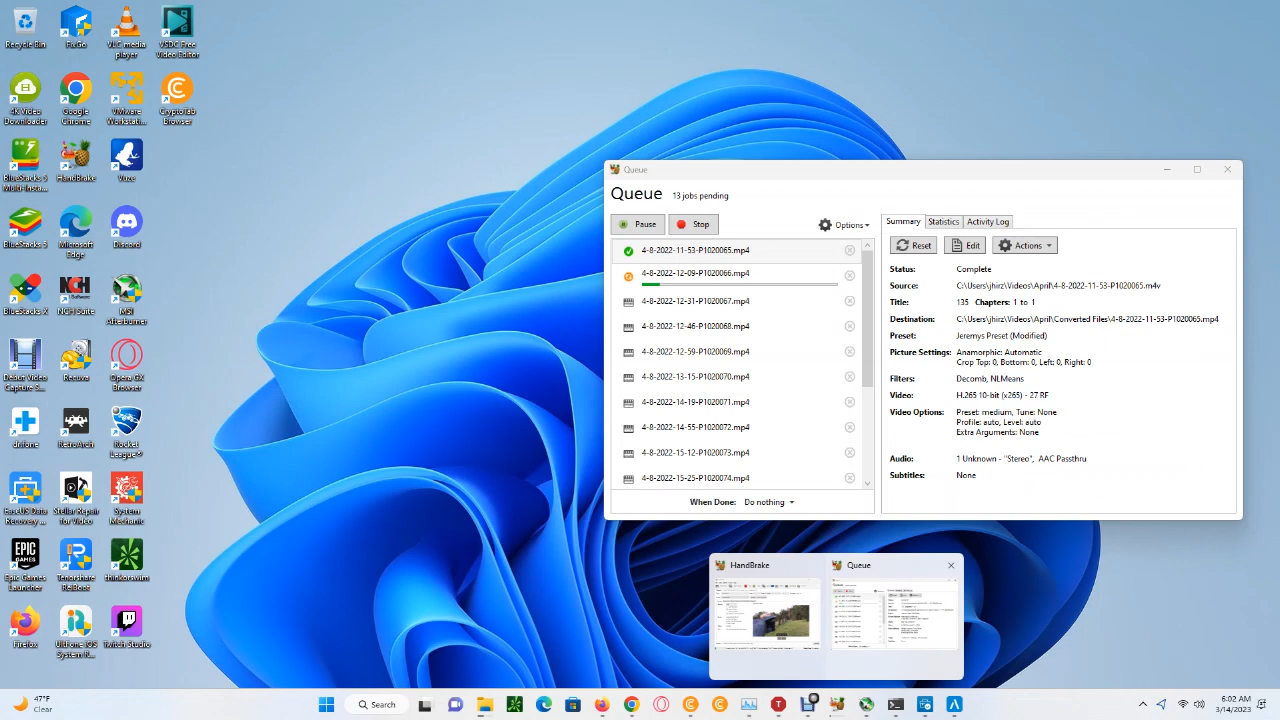 Recycle Bin
FixGo
VLC media player
VSDC Free Video Editor
4K Video Downloader
Google Chrome
VMware Workstati...
CryptoTab Browser
BlueStacks 5 Multi-Insta...
HandBrake
Vuze
BlueStacks 5
Microsoft Edge
Discord
BlueStacks X
NCH Suite
MSI Afterburner
Debut Video Capture S...
Recuva
Opera GX Browser
drfone
RetroArch
Rocket League®
EaseUS Data Recovery ...
Stellar Repair for Video
System Mechanic
Epic Games
Tenorshare
thinkorswim
Firefox
Queue
Queue 13 jobs pending
Pause Stop Options
4-8-2022-11-53-P1020065.mp4
4-8-2022-12-09-P1020066.mp4
4-8-2022-12-31-P1020067.mp4
4-8-2022-12-46-P1020068.mp4
4-8-2022-12-59-P1020069.mp4
4-8-2022-13-15-P1020070.mp4
4-8-2022-14-19-P1020071.mp4
4-8-2022-14-55-P1020072.mp4
4-8-2022-15-12-P1020073.mp4
4-8-2022-15-25-P1020074.mp4
When Done: Do nothing
Summary Statistics Activity Log
Reset Edit Actions
Status: Complete
Source: C:\Users\jhirz\Videos\April\4-8-2022-11-53-P1020065.m4v
Title: 135 Chapters: 1 to 1
Destination: C:\Users\jhirz\Videos\April\Converted Files\4-8-2022-11-53-P1020065.mp4
Preset: Jeremys Preset (Modified)
Picture Settings: Anamorphic: Automatic
Crop Top: 0, Bottom: 0, Left: 0, Right: 0
Filters: Decomb, NLMeans
Video: H.265 10-bit (x265) - 27 RF
Video Options: Preset: medium, Tune: None
Profile: auto, Level: auto
Extra Arguments: None
Audio: 1 Unknown - "Stereo", AAC Passthru
Subtitles: None
HandBrake
Queue
47°F
Clear
Search
6:02 AM
3/14/2023